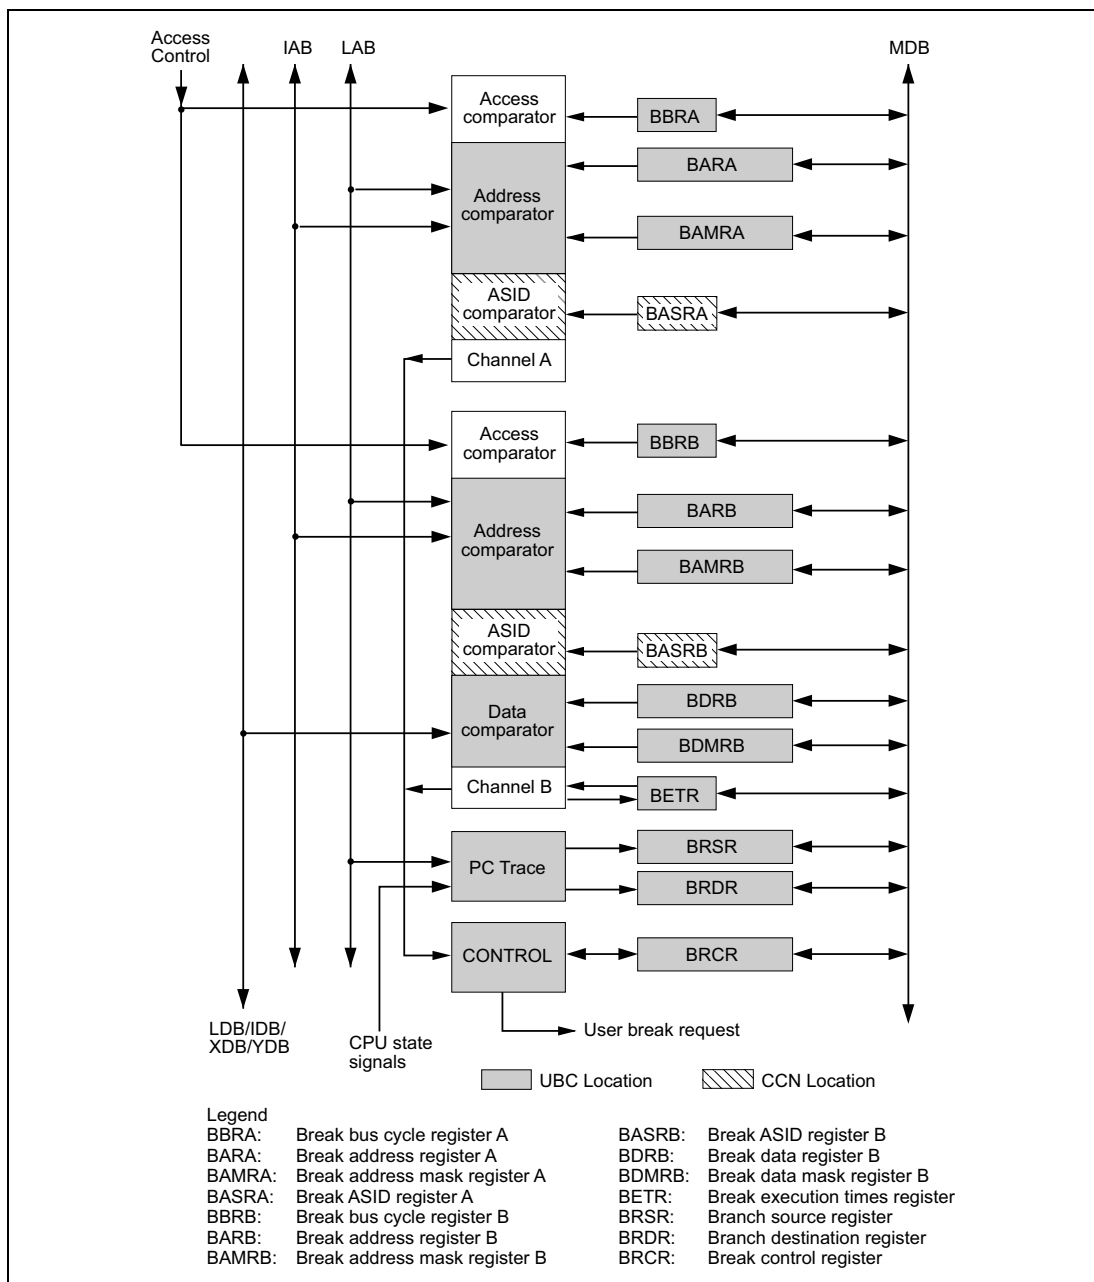 Access
Control
IAB
LAB
MDB
Access
comparator
BBRA
BARA
Address
comparator
BAMRA
ASID
comparator
BASRA
Channel A
Access
comparator
BBRB
BARB
Address
comparator
BAMRB
ASID
comparator
BASRB
BDRB
Data
comparator
BDMRB
Channel B
BETR
BRSR
PC Trace
BRDR
CONTROL
BRCR
LDB/IDB/
XDB/YDB
CPU state
signals
User break request
UBC Location
CCN Location
Legend
BBRA: Break bus cycle register A
BARA: Break address register A
BAMRA: Break address mask register A
BASRA: Break ASID register A
BBRB: Break bus cycle register B
BARB: Break address register B
BAMRB: Break address mask register B
BASRB: Break ASID register B
BDRB: Break data register B
BDMRB: Break data mask register B
BETR: Break execution times register
BRSR: Branch source register
BRDR: Branch destination register
BRCR: Break control register